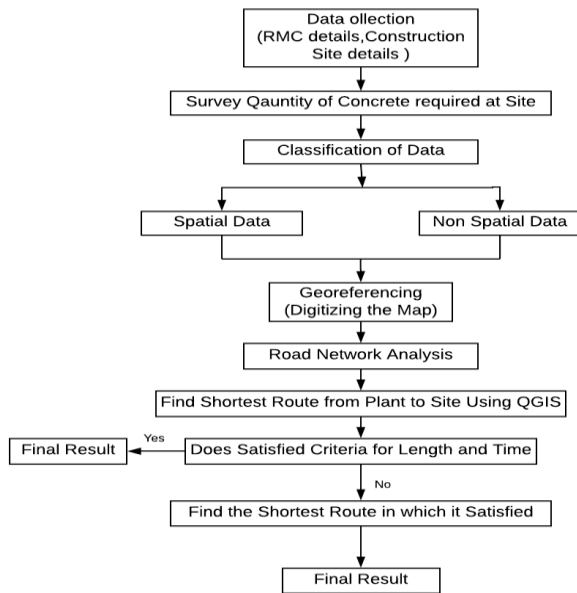 Data ollection
(RMC details,Construction
Site details )
Survey Qauntity of Concrete required at Site
Classification of Data
Spatial Data
Non Spatial Data
Georeferencing
(Digitizing the Map)
Road Network Analysis
Find Shortest Route from Plant to Site Using QGIS
Final Result
Yes
Does Satisfied Criteria for Length and Time
No
Find the Shortest Route in which it Satisfied
Final Result